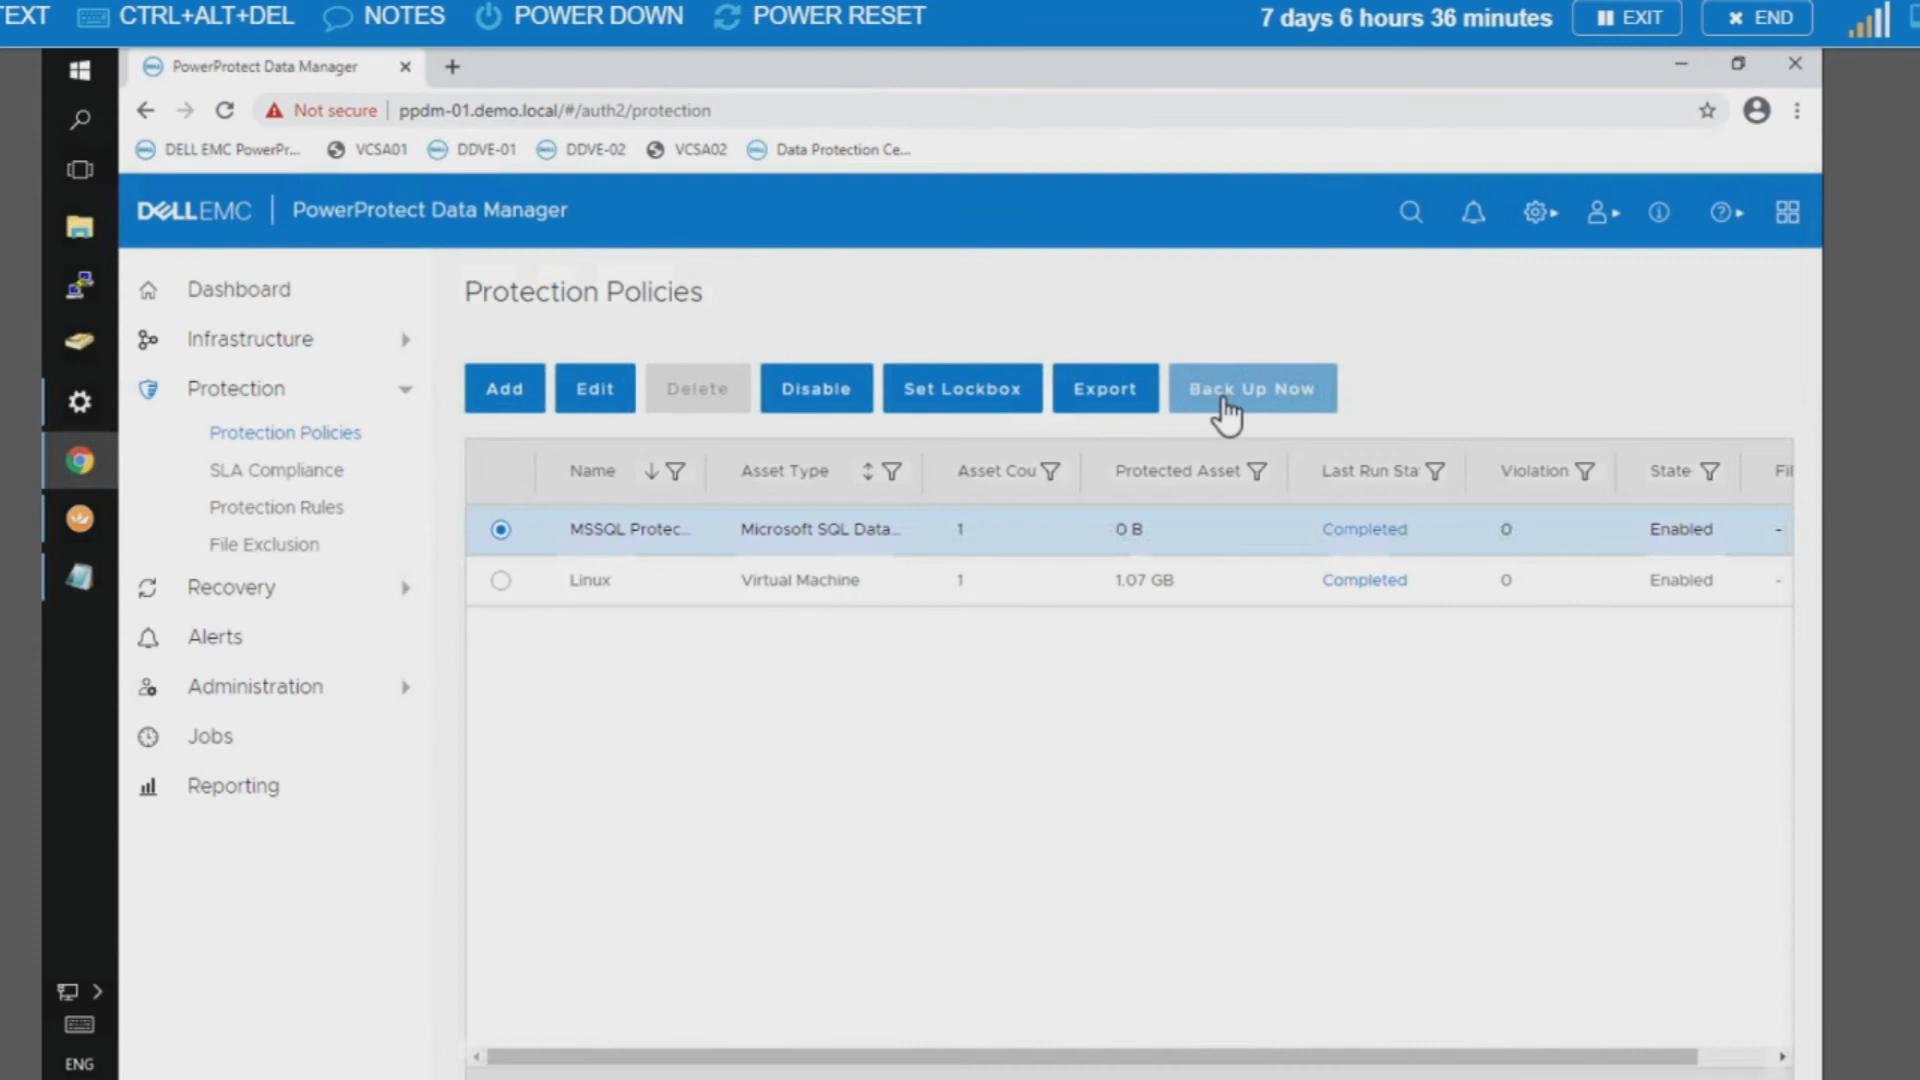 TEXT CTRL+ALT+DEL NOTES POWER DOWN POWER RESET 7 days 6 hours 36 minutes EXIT END
PowerProtect Data Manager
Not secure ppdm-01.demo.local/#/auth2/protection
DELL EMC PowerPr... VCSA01 DDVE-01 DDVE-02 VCSA02 Data Protection Ce...
DELLEMC PowerProtect Data Manager
Dashboard
Infrastructure
Protection
Protection Policies
SLA Compliance
Protection Rules
File Exclusion
Recovery
Alerts
Administration
Jobs
Reporting
Protection Policies
Add Edit Delete Disable Set Lockbox Export Back Up Now
Name Asset Type Asset Cou Protected Asset Last Run Sta Violation State Fil
MSSQL Protec... Microsoft SQL Data... 1 0 B Completed 0 Enabled -
Linux Virtual Machine 1 1.07 GB Completed 0 Enabled -
ENG